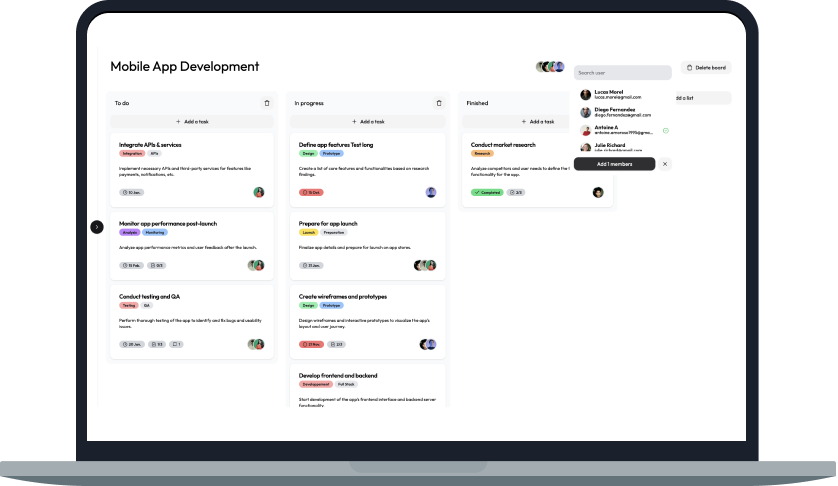 Mobile App Development
Search user
Delete board
Lucas Morel
lucas.morel@gmail.com
Diego Fernandez
diego.fernandez@gmail.com
Antoine A
Julie Richard
julie.richard@gmail.com
Add 1 members
dd a list
To do
+ Add a task
Integrate APIs & services
Integration APIs
Implement necessary APIs and third-party services for features like
payments, notifications, etc.
10 Jan.
Monitor app performance post-launch
Analysis Monitoring
Analyze app performance metrics and user feedback after the launch.
15 Feb. 0/3
Conduct testing and QA
Testing QA
Perform thorough testing of the app to identify and fix bugs and usability
issues.
20 Jan. 1/3 1
In progress
+ Add a task
Define app features Test long
Design Prototype
Create a list of core features and functionalities based on research
findings.
15 Oct.
Prepare for app launch
Launch Preparation
Finalize app details and prepare for launch on app stores.
31 Jan.
Create wireframes and prototypes
Design Prototype
Design wireframes and interactive prototypes to visualize the app's
layout and user journey.
21 Nov. 2/3
Develop frontend and backend
Developpement Full Stack
Start development of the app's frontend interface and backend server
functionality.
Finished
+ Add a task
Conduct market research
Research
Analyze competitors and user needs to define the
functionality for the app.
Completed 3/3